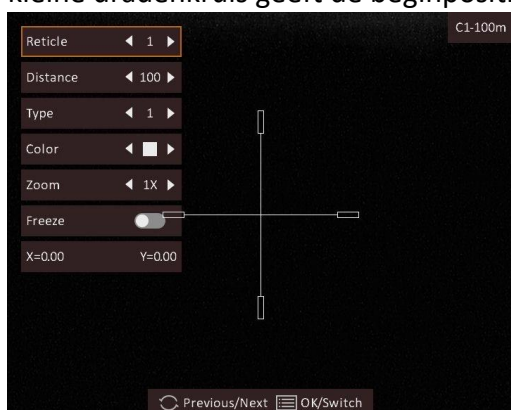 C1-100m
Reticle 1
Distance 100
Type 1
Color
Zoom 1X
Freeze
X=0.00 Y=0.00
Previous/Next OK/Switch